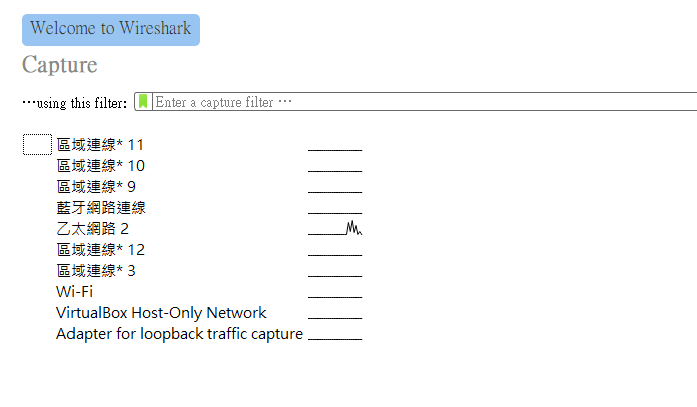 Welcome to Wireshark
Capture
…using this filter: Enter a capture filter …
區域連線* 11
區域連線* 10
區域連線* 9
藍牙網路連線
乙太網路 2
區域連線* 12
區域連線* 3
Wi-Fi
VirtualBox Host-Only Network
Adapter for loopback traffic capture